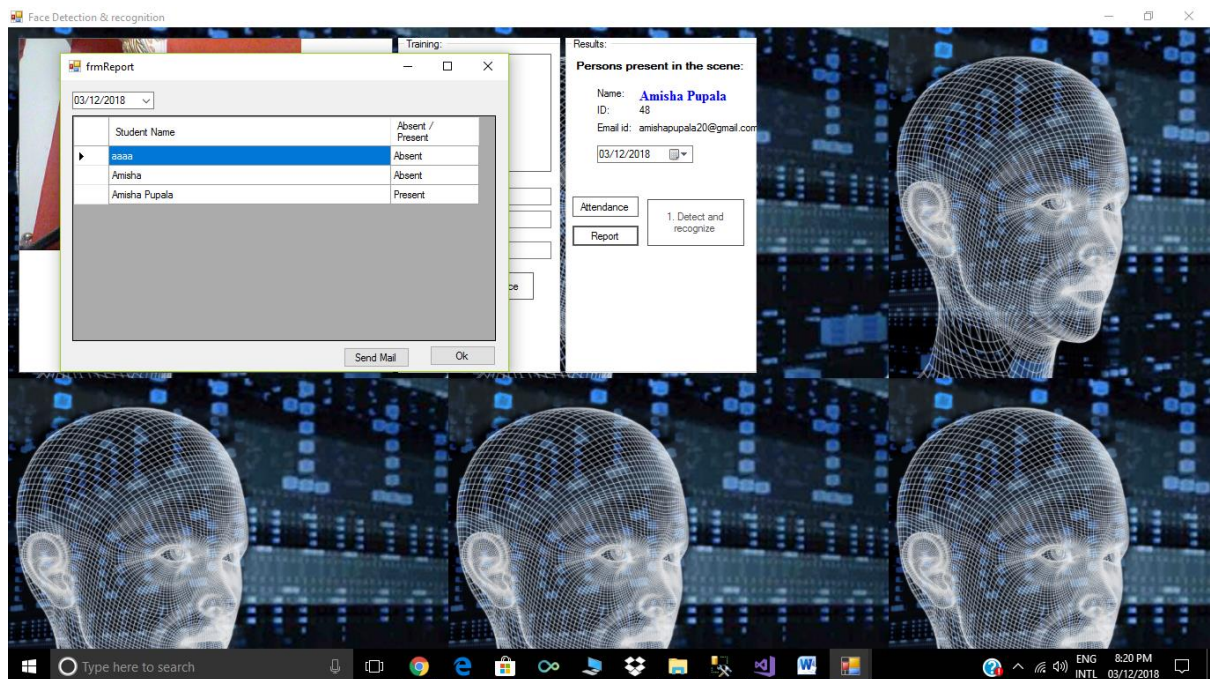 Face Detection & recognition
frmReport
03/12/2018
Student Name
Absent /
Present
aaaa
Absent
Amisha
Absent
Amisha Pupala
Present
Send Mail
Ok
Training:
ce
Results:
Persons present in the scene:
Name: Amisha Pupala
ID: 48
Email id: amishapupala20@gmail.com
03/12/2018
Attendance
Report
1. Detect and
recognize
Type here to search
ENG
INTL
8:20 PM
03/12/2018